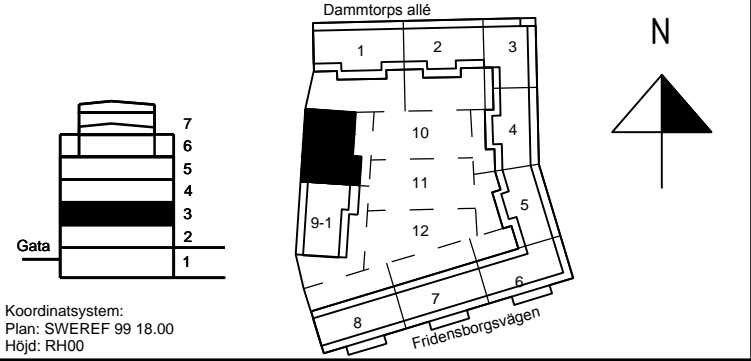 Dammtorps allé
N
1
2
3
4
5
6
7
8
9-1
10
11
12
Fridensborgsvägen
7
6
5
4
3
2
1
Gata
Koordinatsystem:
Plan: SWEREF 99 18.00
Höjd: RH00